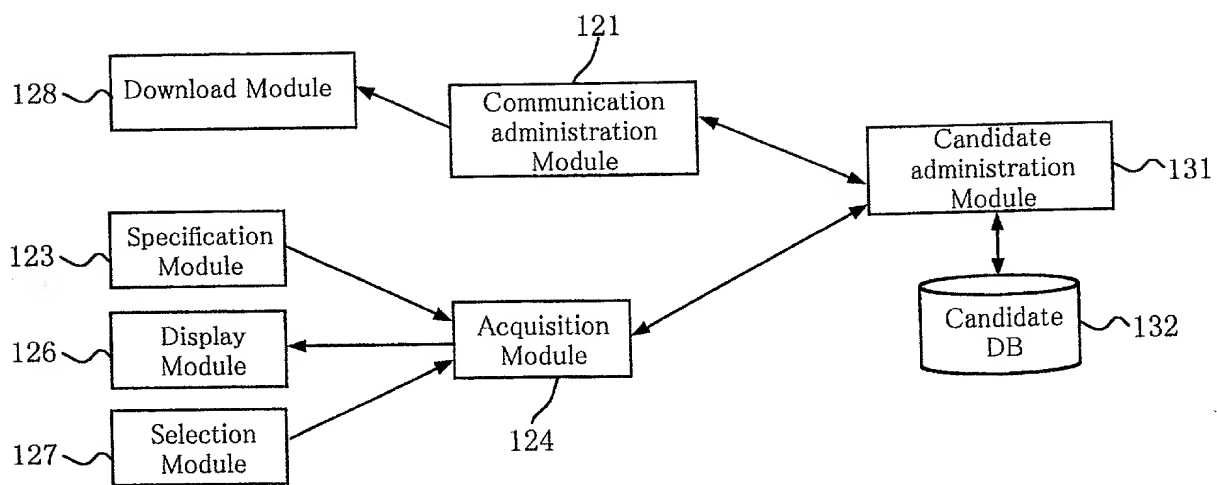 121
128
Download Module
Communication
administration
Module
Candidate
administration
Module
131
123
Specification
Module
126
Display
Module
Acquisition
Module
Candidate
DB
132
127
Selection
Module
124